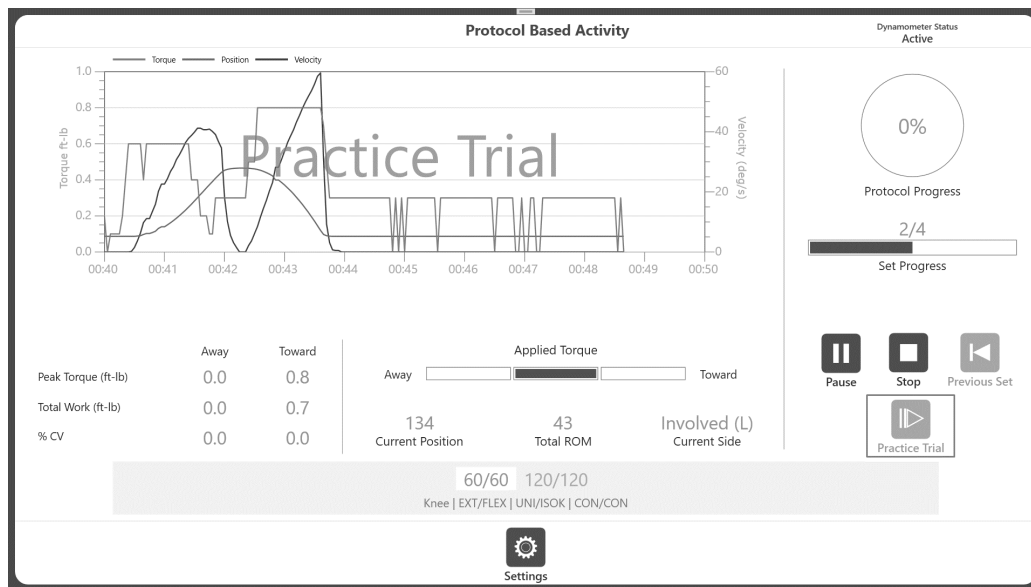 Protocol Based Activity
Dynamometer Status
Active
Torque Position Velocity
1.0
0.8
0.6
0.4
0.2
0.0
Torque ft-lb
60
40
20
0
Velocity (deg/s)
Practice Trial
00:40 00:41 00:42 00:43 00:44 00:45 00:46 00:47 00:48 00:49 00:50
0%
Protocol Progress
2/4
Set Progress
Away Toward
Peak Torque (ft-lb) 0.0 0.8
Total Work (ft-lb) 0.0 0.7
% CV 0.0 0.0
Applied Torque
Away Toward
134 43 Involved (L)
Current Position Total ROM Current Side
Pause Stop Previous Set
Practice Trial
60/60 120/120
Knee | EXT/FLEX | UNI/ISOK | CON/CON
Settings